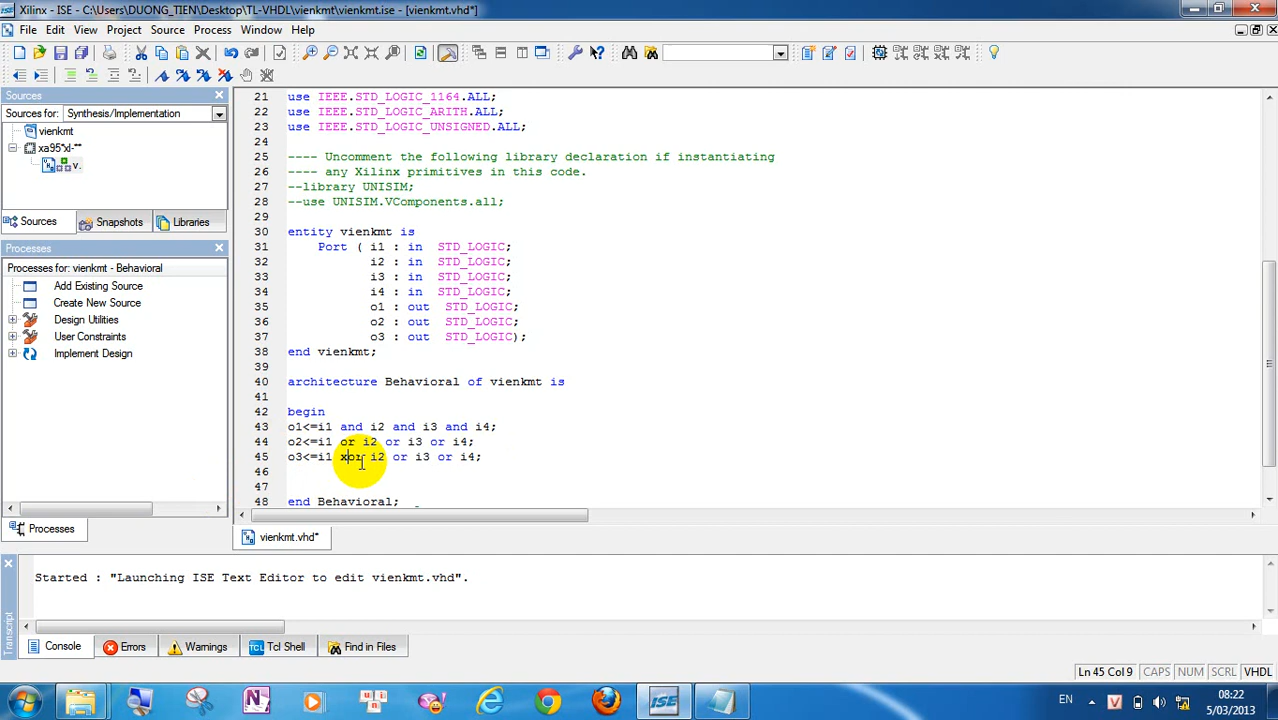 Xilinx - ISE - C:\Users\DUONG_TIEN\Desktop\TL-VHDL\vienkmt\vienkmt.ise - [vienkmt.vhd*]
File Edit View Project Source Process Window Help
Sources
Sources for: Synthesis/Implementation
vienkmt
xa95*xl-**
v.
Sources Snapshots Libraries
Processes
Processes for: vienkmt - Behavioral
Add Existing Source
Create New Source
Design Utilities
User Constraints
Implement Design
Processes
21 use IEEE.STD_LOGIC_1164.ALL;
22 use IEEE.STD_LOGIC_ARITH.ALL;
23 use IEEE.STD_LOGIC_UNSIGNED.ALL;
24
25 ---- Uncomment the following library declaration if instantiating
26 ---- any Xilinx primitives in this code.
27 --library UNISIM;
28 --use UNISIM.VComponents.all;
29
30 entity vienkmt is
31 Port ( i1 : in STD_LOGIC;
32 i2 : in STD_LOGIC;
33 i3 : in STD_LOGIC;
34 i4 : in STD_LOGIC;
35 o1 : out STD_LOGIC;
36 o2 : out STD_LOGIC;
37 o3 : out STD_LOGIC);
38 end vienkmt;
39
40 architecture Behavioral of vienkmt is
41
42 begin
43 o1<=i1 and i2 and i3 and i4;
44 o2<=i1 or i2 or i3 or i4;
45 o3<=i1 xor i2 or i3 or i4;
46
47
48 end Behavioral;
vienkmt.vhd*
Started : "Launching ISE Text Editor to edit vienkmt.vhd".
Transcript
Console Errors Warnings Tcl Shell Find in Files
Ln 45 Col 9 CAPS NUM SCRL VHDL
EN 08:22
5/03/2013